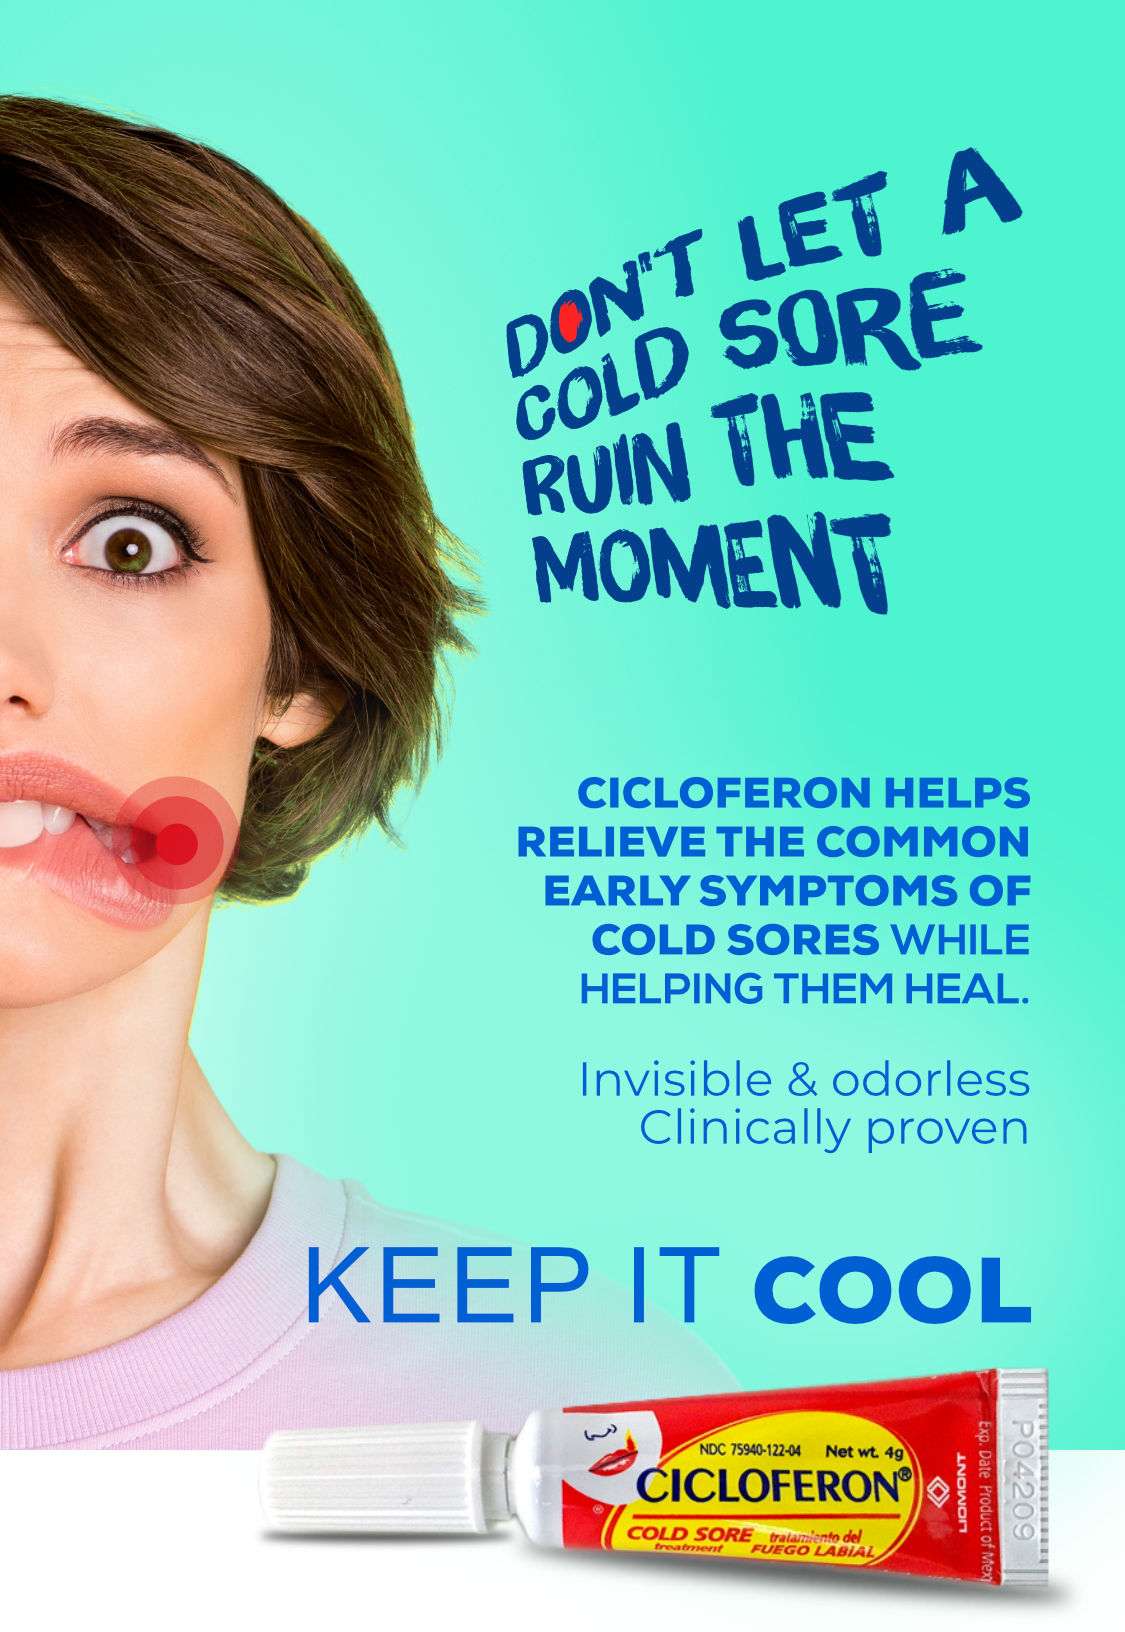 DON"T LET A
COLD SORE
RUIN THE
MOMENT
CICLOFERON HELPS
RELIEVE THE COMMON
EARLY SYMPTOMS OF
COLD SORES WHILE
HELPING THEM HEAL.
Invisible & odorless
Clinically proven
KEEP IT COOL
NDC 75940-122-04 Net wt. 4g
CICLOFERON®
®
COLD SORE
treatment
tratamiento del
FUEGO LABIAL
LIOMONT
Exp. Date Product of Mex
P04209